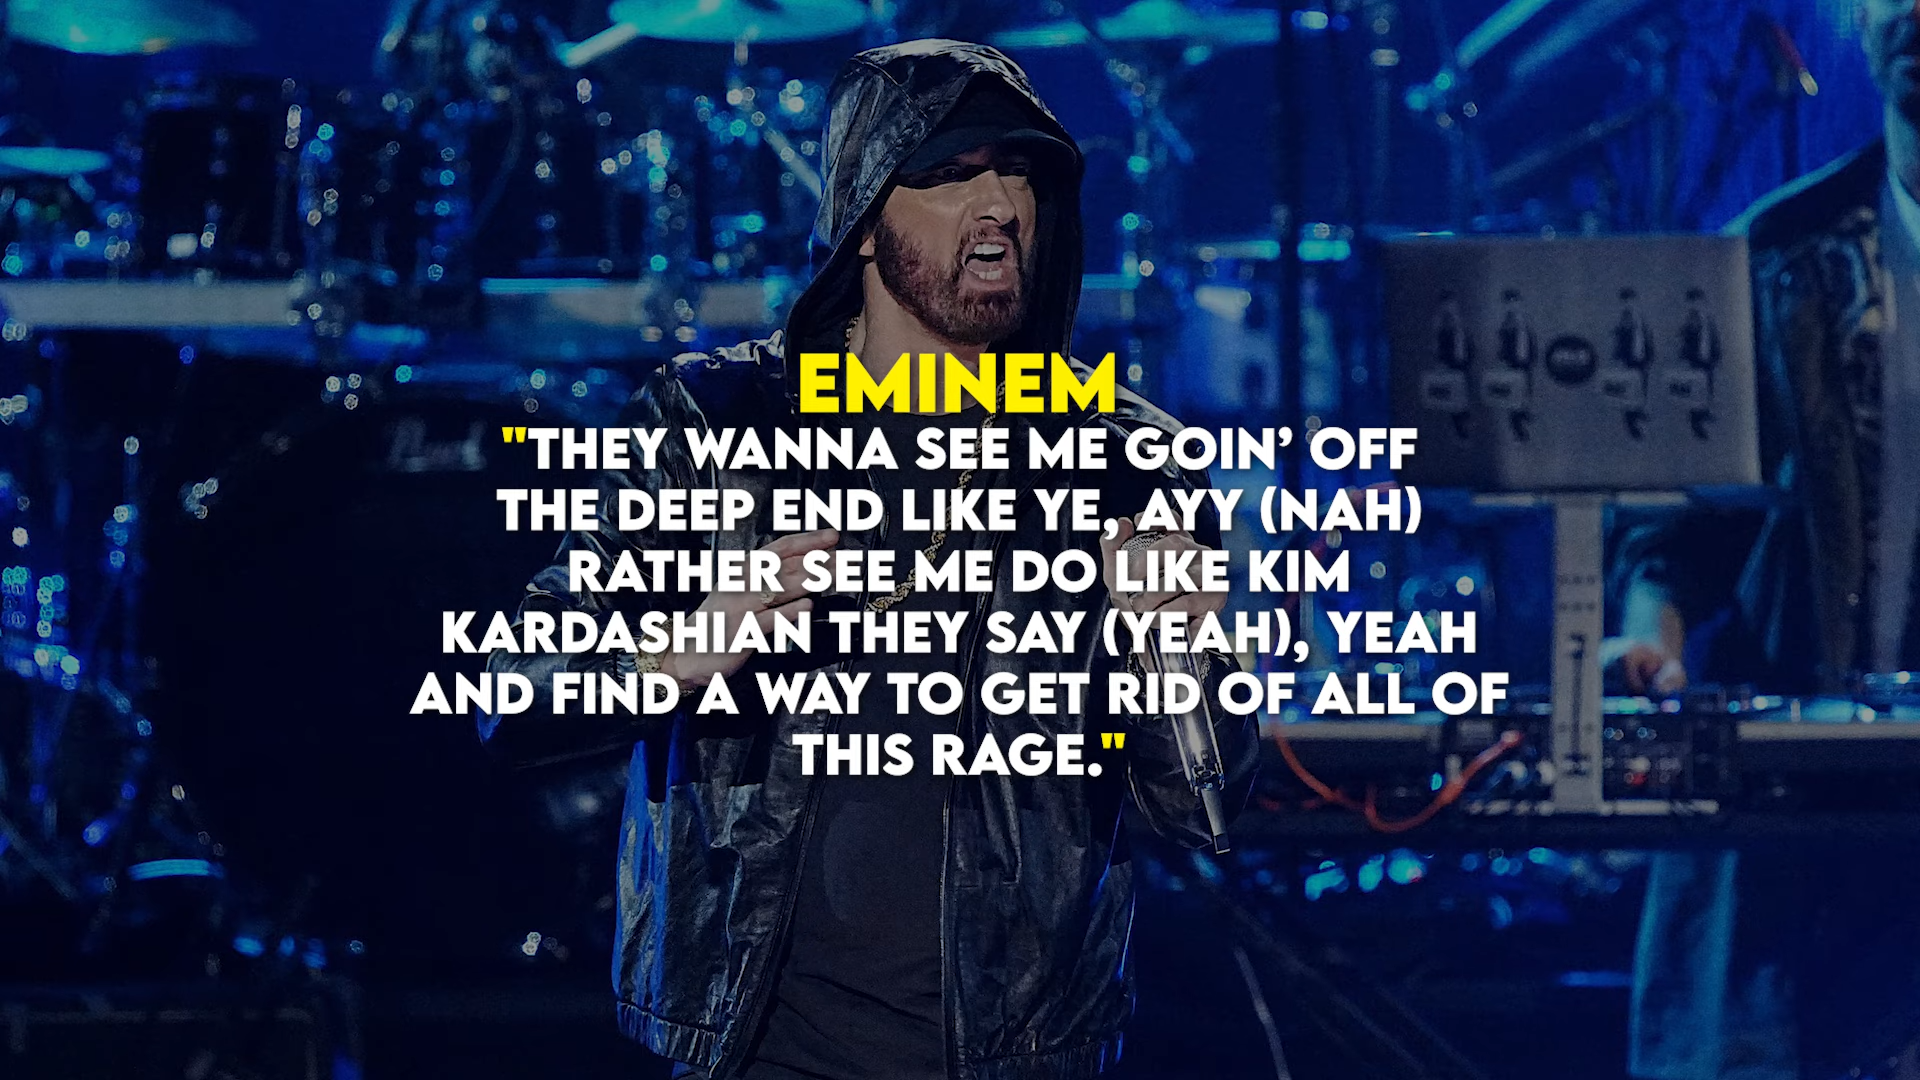 EMINEM
"THEY WANNA SEE ME GOIN’ OFF
THE DEEP END LIKE YE, AYY (NAH)
RATHER SEE ME DO LIKE KIM
KARDASHIAN THEY SAY (YEAH), YEAH
AND FIND A WAY TO GET RID OF ALL OF
THIS RAGE."